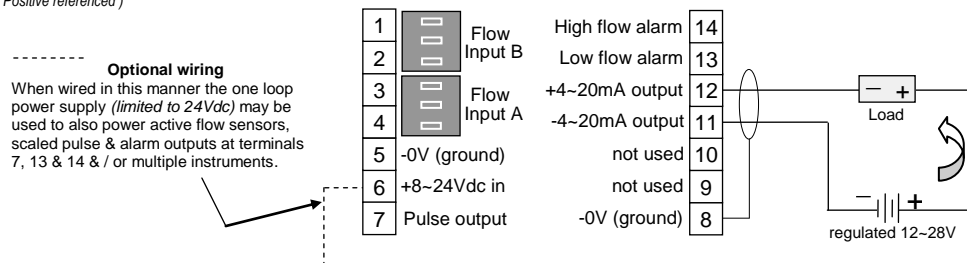 Positive referenced )
Optional wiring
When wired in this manner the one loop
power supply (limited to 24Vdc) may be
used to also power active flow sensors,
scaled pulse & alarm outputs at terminals
7, 13 & 14 & / or multiple instruments.
1
2
3
4
5
6
7
Flow
Input B
Flow
Input A
-0V (ground)
+8~24Vdc in
Pulse output
High flow alarm 14
Low flow alarm 13
+4~20mA output 12
-4~20mA output 11
not used 10
not used 9
-0V (ground) 8
− +
Load
− +
regulated 12~28V